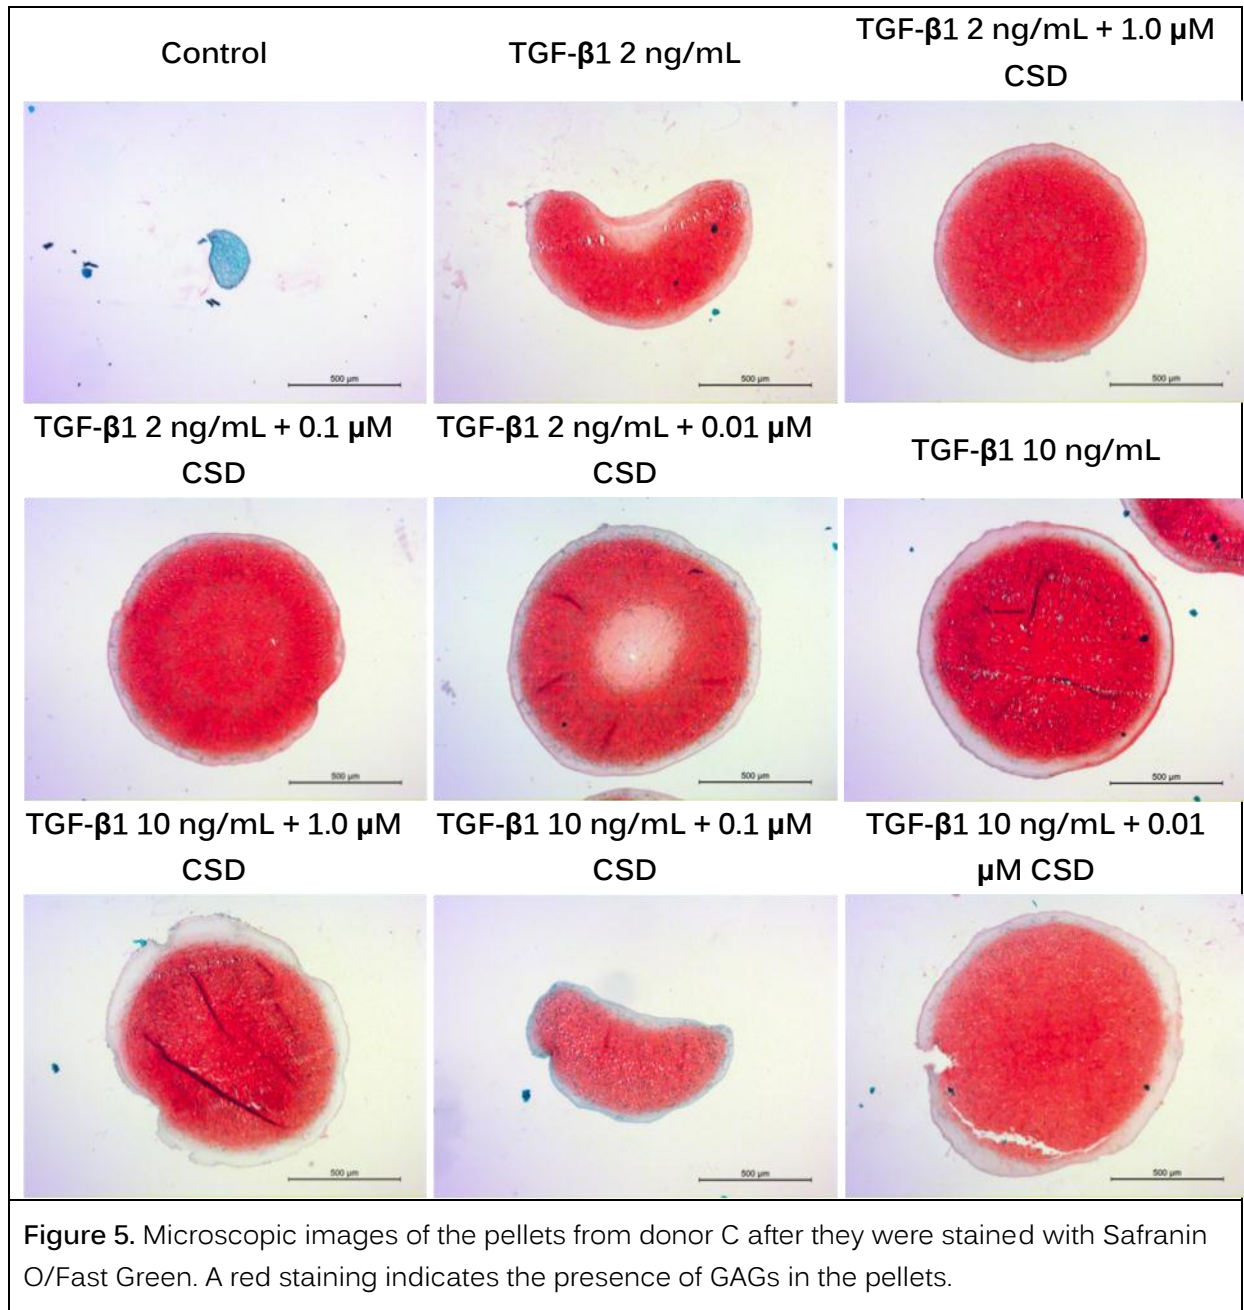 Control
TGF-β1 2 ng/mL
TGF-β1 2 ng/mL + 1.0 μM
CSD
500 μm
500 μm
500 μm
TGF-β1 2 ng/mL + 0.1 μM
CSD
TGF-β1 2 ng/mL + 0.01 μM
CSD
TGF-β1 10 ng/mL
500 μm
500 μm
500 μm
TGF-β1 10 ng/mL + 1.0 μM
CSD
TGF-β1 10 ng/mL + 0.1 μM
CSD
TGF-β1 10 ng/mL + 0.01
μM CSD
500 μm
500 μm
500 μm
Figure 5. Microscopic images of the pellets from donor C after they were stained with Safranin
O/Fast Green. A red staining indicates the presence of GAGs in the pellets.